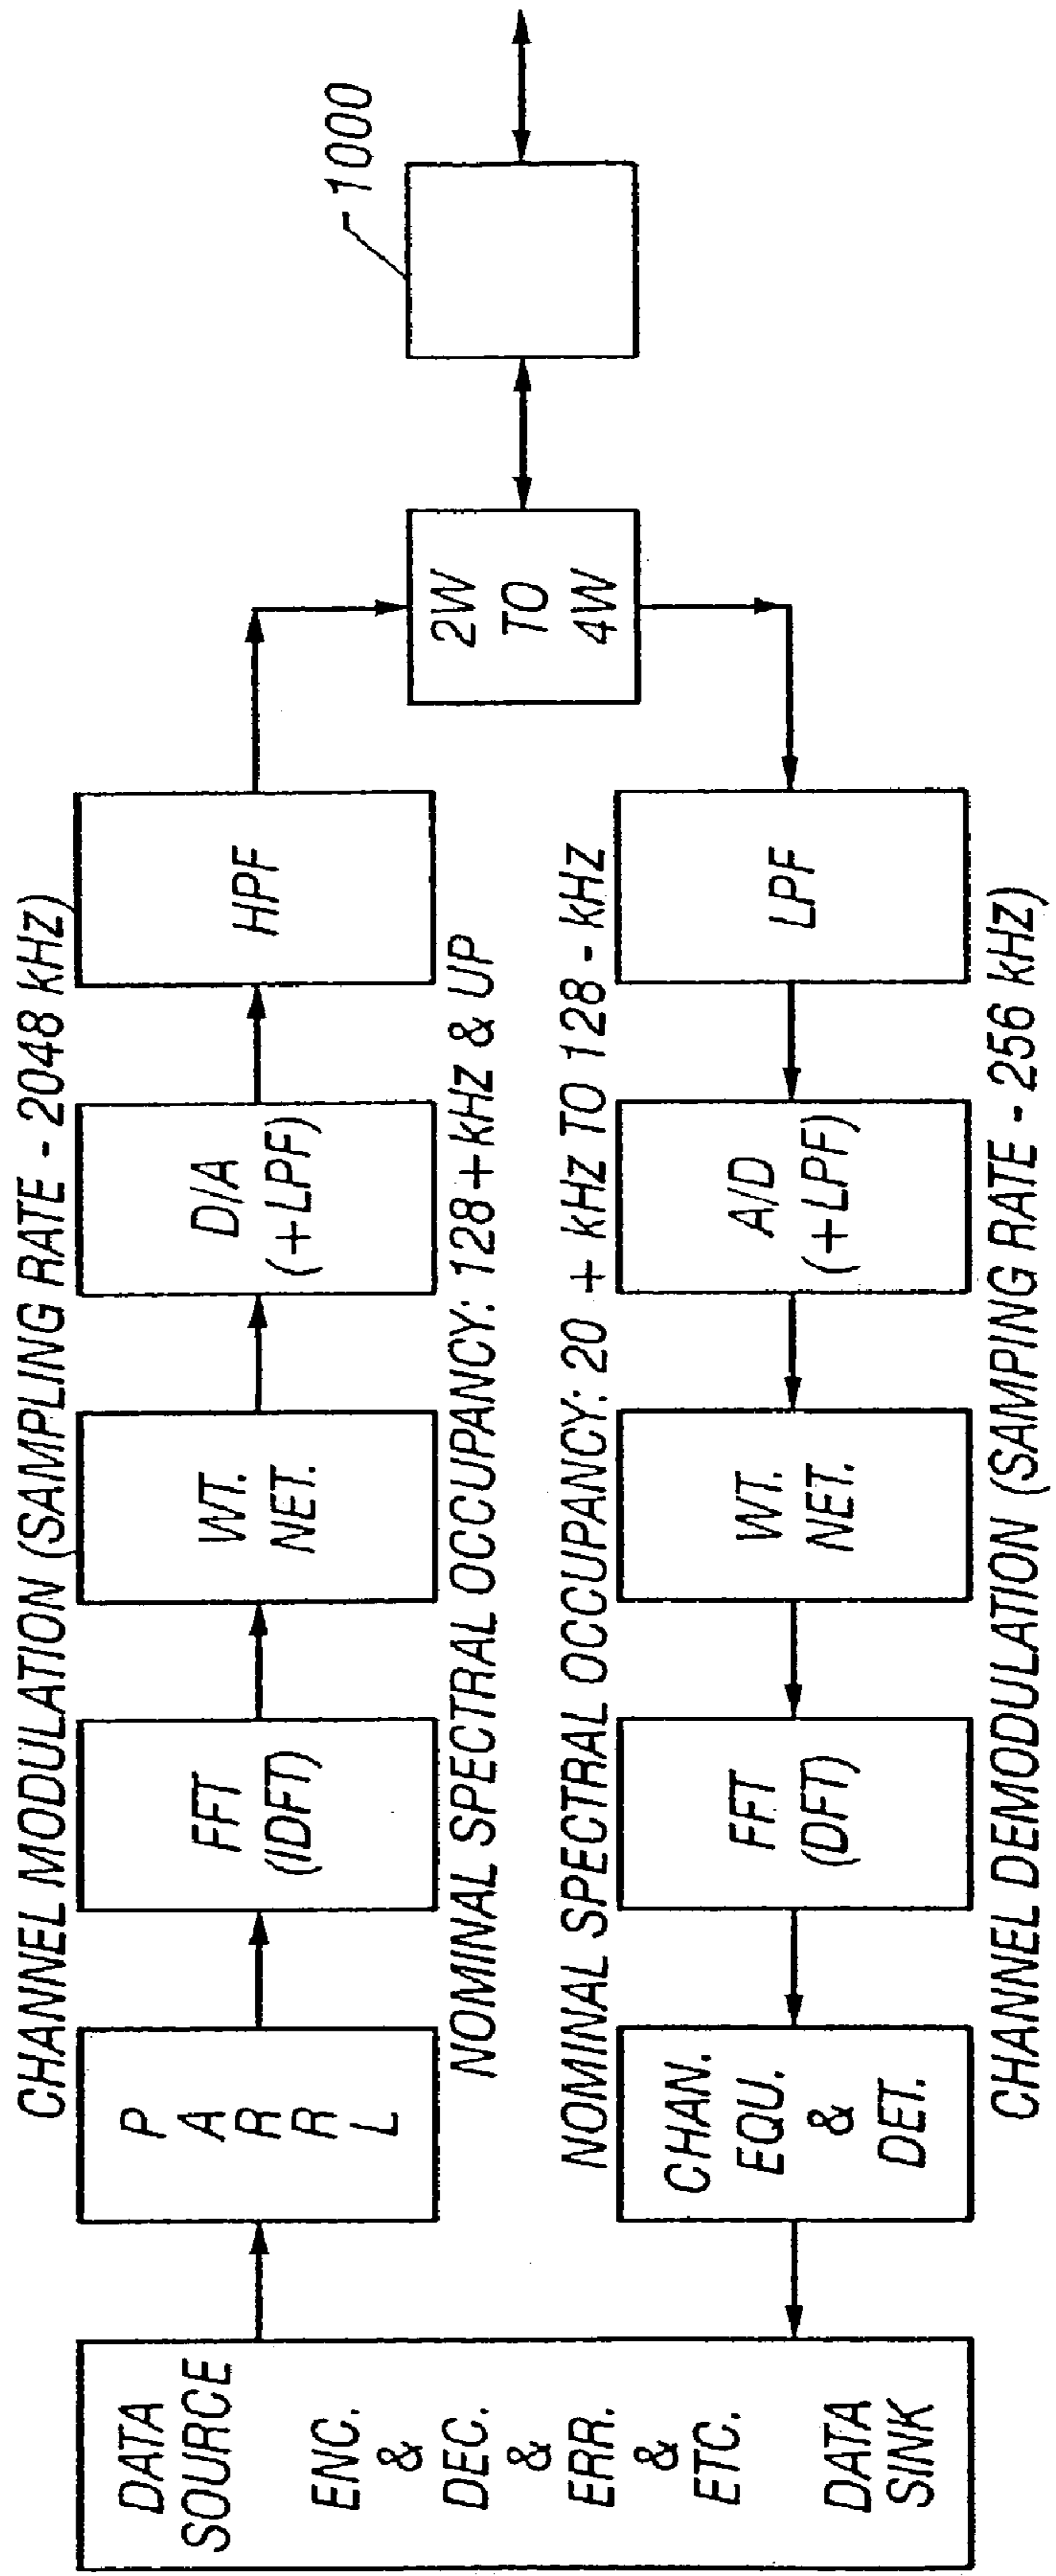 CHANNEL MODULATION (SAMPLING RATE - 2048 kHz)
DATA
SOURCE
ENC.
&
DEC.
&
ERR.
&
ETC.
DATA
SINK
P
A
R
R
L
FFT
(IDFT)
WT.
NET.
D/A
(+LPF)
HPF
NOMINAL SPECTRAL OCCUPANCY: 128+kHz & UP
2W
TO
4W
1000
NOMINAL SPECTRAL OCCUPANCY: 20 + kHz TO 128 - kHz
CHAN.
EQU.
&
DET.
FFT
(DFT)
WT.
NET.
A/D
(+LPF)
LPF
CHANNEL DEMODULATION (SAMPING RATE - 256 kHz)